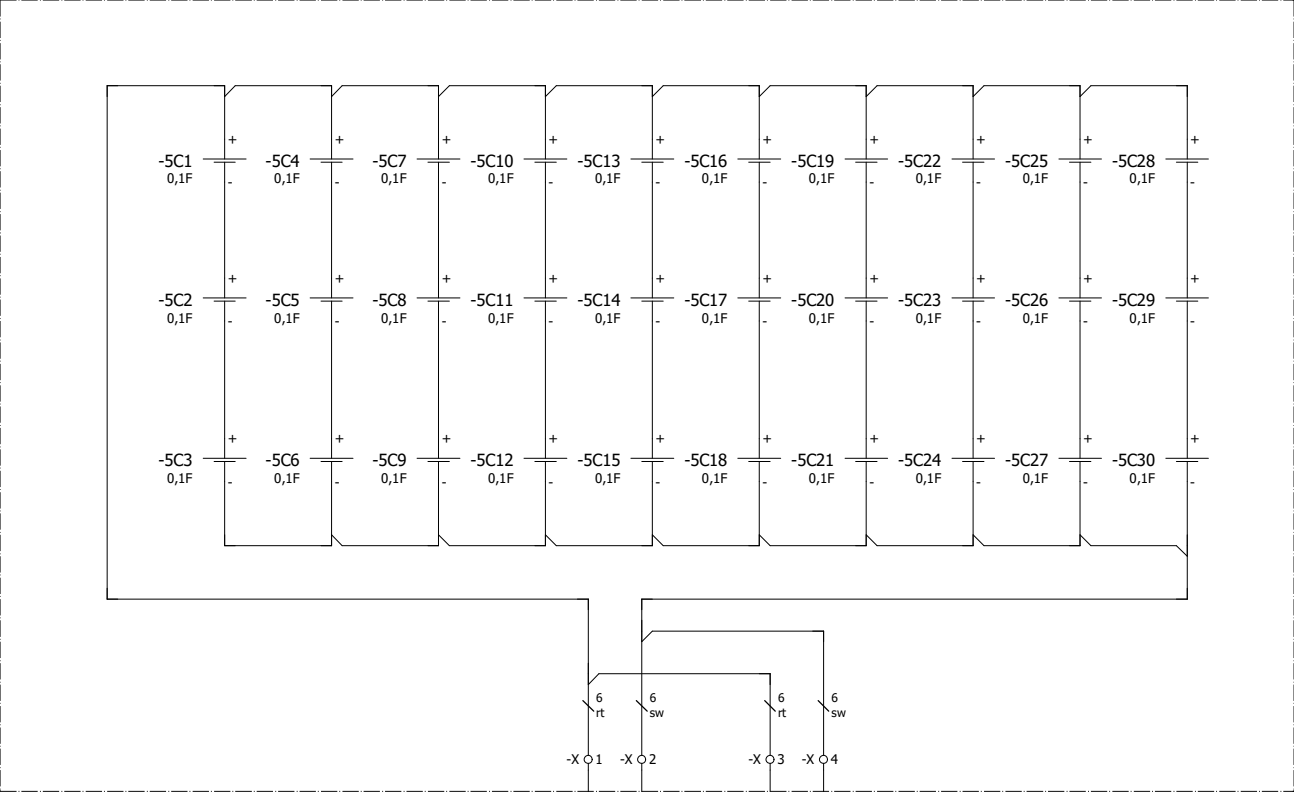 + + + + + + + + + +
-5C1 -5C4 -5C7 -5C10 -5C13 -5C16 -5C19 -5C22 -5C25 -5C28
0,1F 0,1F 0,1F 0,1F 0,1F 0,1F 0,1F 0,1F 0,1F 0,1F
- - - - - - - - - -
+ + + + + + + + + +
-5C2 -5C5 -5C8 -5C11 -5C14 -5C17 -5C20 -5C23 -5C26 -5C29
0,1F 0,1F 0,1F 0,1F 0,1F 0,1F 0,1F 0,1F 0,1F 0,1F
- - - - - - - - - -
+ + + + + + + + + +
-5C3 -5C6 -5C9 -5C12 -5C15 -5C18 -5C21 -5C24 -5C27 -5C30
0,1F 0,1F 0,1F 0,1F 0,1F 0,1F 0,1F 0,1F 0,1F 0,1F
- - - - - - - - - -
6 6 6 6
rt sw rt sw
-X 1 -X 2 -X 3 -X 4